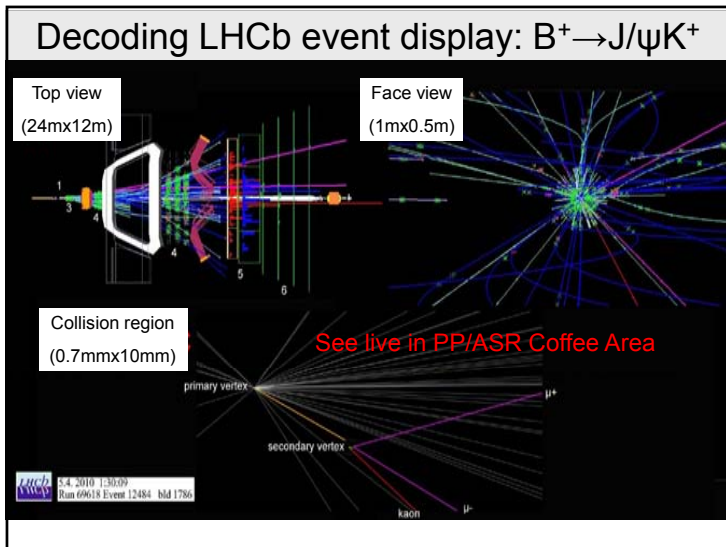 Decoding LHCb event display: B⁺→J/ψK⁺
Top view
(24mx12m)
Face view
(1mx0.5m)
1
3
4
4
5
6
Collision region
(0.7mmx10mm)
See live in PP/ASR Coffee Area
primary vertex
μ+
secondary vertex
μ-
kaon
LHCb
5.4. 2010 1:30:09
Run 69618 Event 12484 bld 1786